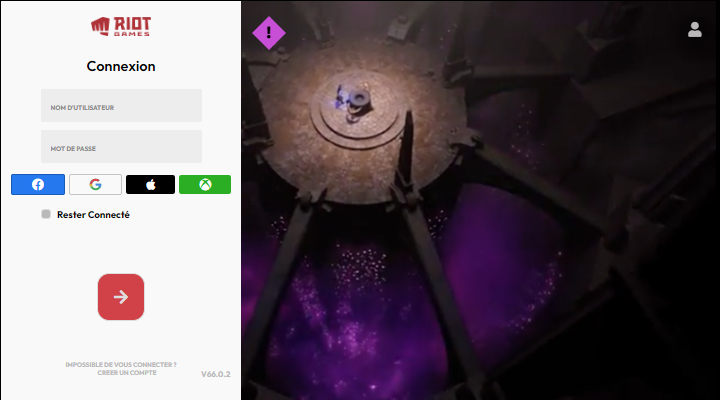 RIOT
GAMES
Connexion
NOM D'UTILISATEUR
MOT DE PASSE
Rester Connecté
IMPOSSIBLE DE VOUS CONNECTER ?
CREER UN COMPTE
V66.0.2
!